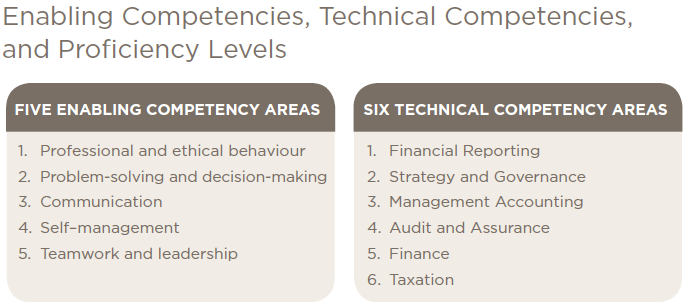 Enabling Competencies, Technical Competencies,
and Proficiency Levels
FIVE ENABLING COMPETENCY AREAS
1. Professional and ethical behaviour
2. Problem-solving and decision-making
3. Communication
4. Self–management
5. Teamwork and leadership
SIX TECHNICAL COMPETENCY AREAS
1. Financial Reporting
2. Strategy and Governance
3. Management Accounting
4. Audit and Assurance
5. Finance
6. Taxation